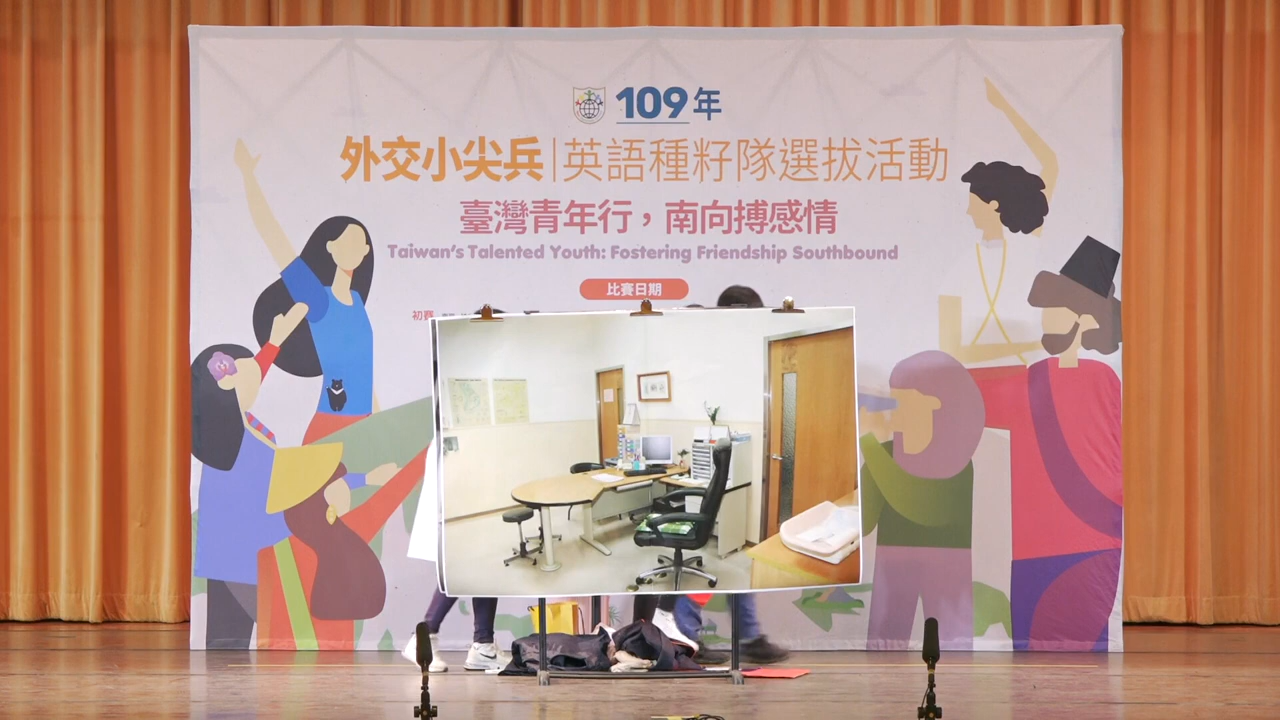 109年
外交小尖兵|英語種籽隊選拔活動
臺灣青年行，南向搏感情
Taiwan's Talented Youth: Fostering Friendship Southbound
比賽日期
初賽